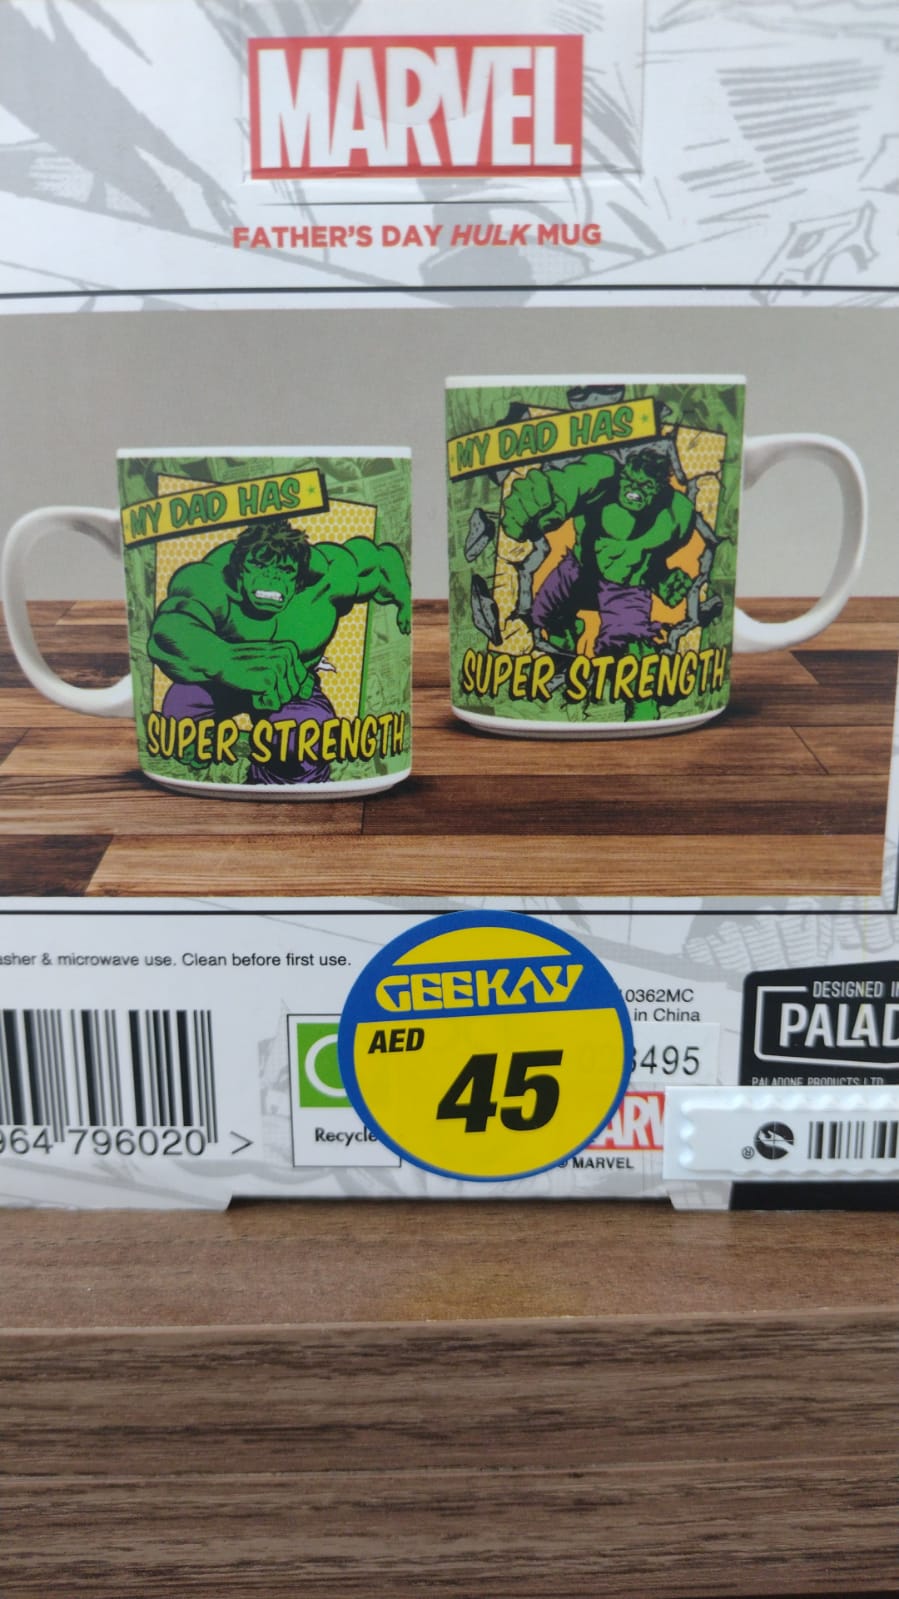 MARVEL
FATHER'S DAY HULK MUG
MY DAD HAS
SUPER STRENGTH
MY DAD HAS
SUPER STRENGTH
asher & microwave use. Clean before first use.
GEEKAY
AED
45
0362MC
in China
3495
964 796020 >
Recycle
MARVEL
DESIGNED IN
PALAD
PALADONE PRODUCTS LTD
®